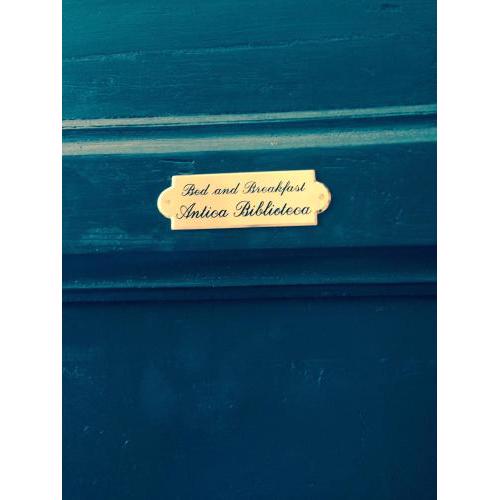 Bed and Breakfast
Antica Biblioteca